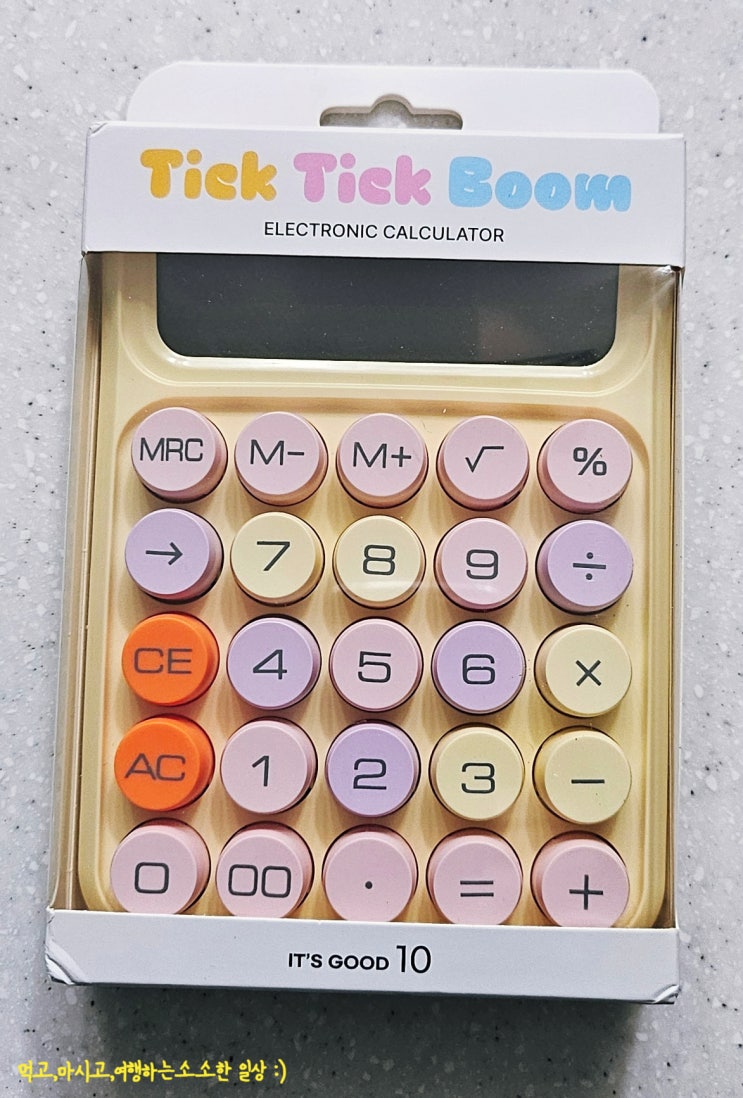 Tick Tick Boom
ELECTRONIC CALCULATOR
MRC M- M+ √ %
→ 7 8 9 ÷
CE 4 5 6 ×
AC 1 2 3 −
0 00 . = +
IT'S GOOD 10
먹고,마시고,여행하는소소한 일상 :)